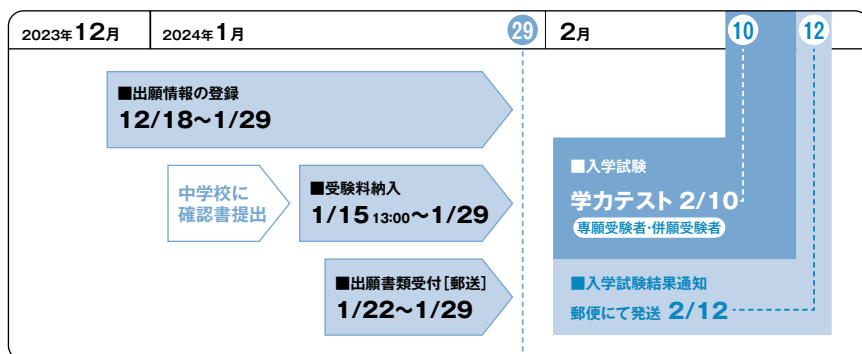 2023年12月
2024年1月
29
2月
10
12
■出願情報の登録
12/18〜1/29
中学校に
確認書提出
■受験料納入
1/15 13:00〜1/29
■出願書類受付[郵送]
1/22〜1/29
■入学試験
学力テスト 2/10
専願受験者・併願受験者
■入学試験結果通知
郵便にて発送 2/12